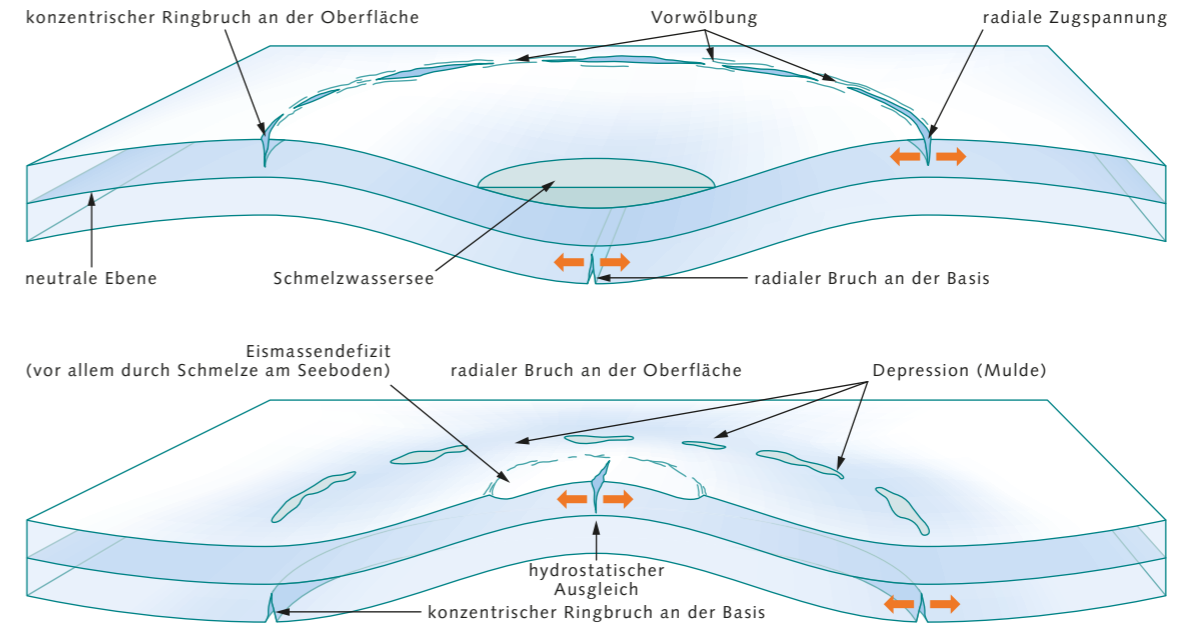 konzentrischer Ringbruch an der Oberfläche
Vorwölbung
radiale Zugspannung
neutrale Ebene
Schmelzwassersee
radialer Bruch an der Basis
Eismassendefizit
(vor allem durch Schmelze am Seeboden)
radialer Bruch an der Oberfläche
Depression (Mulde)
hydrostatischer
Ausgleich
konzentrischer Ringbruch an der Basis